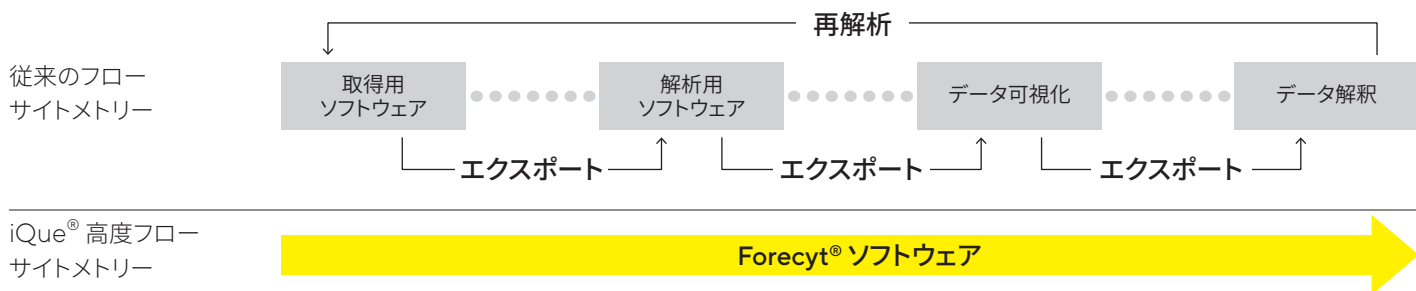 再解析
従来のフロー
サイトメトリー
取得用
ソフトウェア
解析用
ソフトウェア
データ可視化
データ解釈
エクスポート
エクスポート
エクスポート
iQue® 高度フロー
サイトメトリー
Forecyt® ソフトウェア